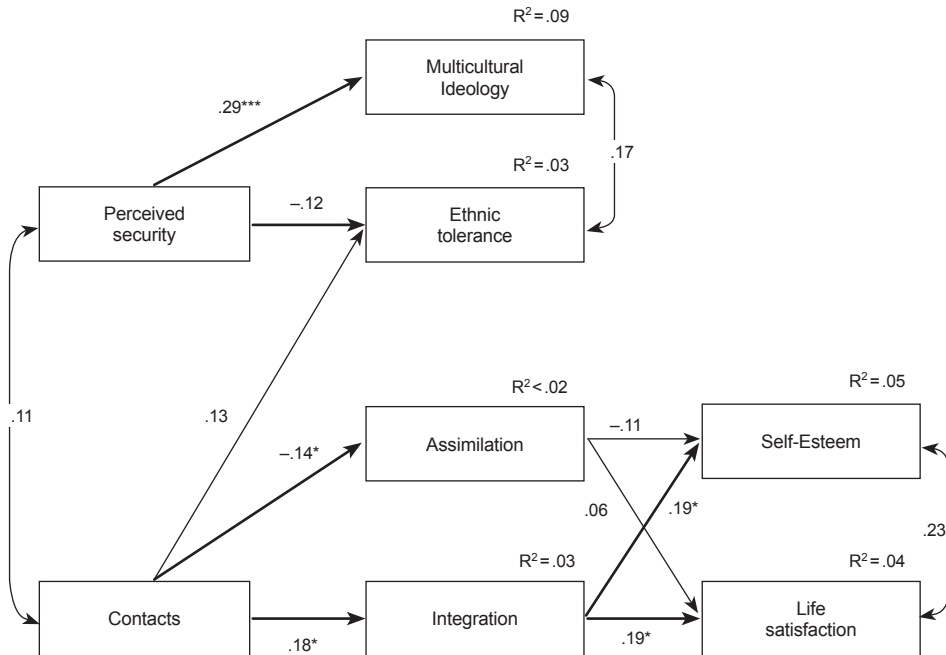 R² = .09
Multicultural
Ideology
.29***
.17
R² = .03
Perceived
security
–.12
Ethnic
tolerance
.11
.13
R² < .02
R² = .05
Assimilation
–.11
Self-Esteem
–.14*
.06
.19*
.23
R² = .03
R² = .04
Contacts
Integration
Life
satisfaction
.18*
.19*